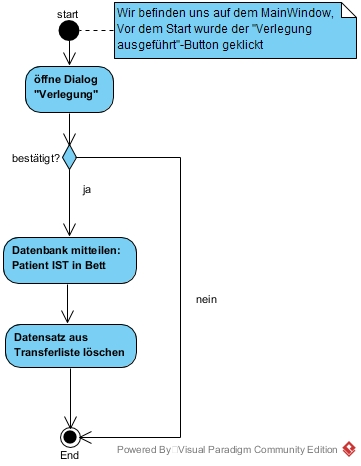 start
Wir befinden uns auf dem MainWindow,
Vor dem Start wurde der "Verlegung
ausgeführt"-Button geklickt
öffne Dialog
"Verlegung"
bestätigt?
ja
Datenbank mitteilen:
Patient IST in Bett
nein
Datensatz aus
Transferliste löschen
End
Powered By Visual Paradigm Community Edition